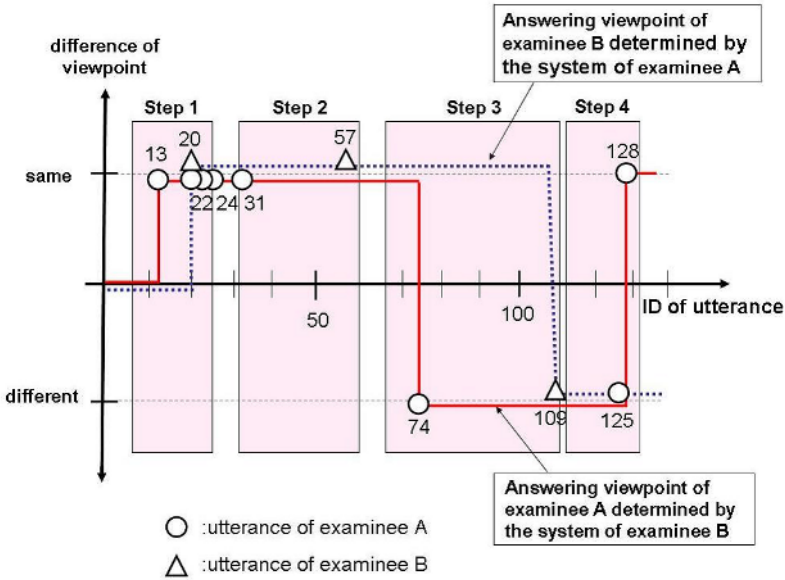 Answering viewpoint of
examinee B determined by
the system of examinee A
difference of
viewpoint
Step 1
Step 2
Step 3
Step 4
20
57
13
128
same
22
24
31
50
100
ID of utterance
different
74
109
125
Answering viewpoint of
examinee A determined by
the system of examinee B
:utterance of examinee A
:utterance of examinee B